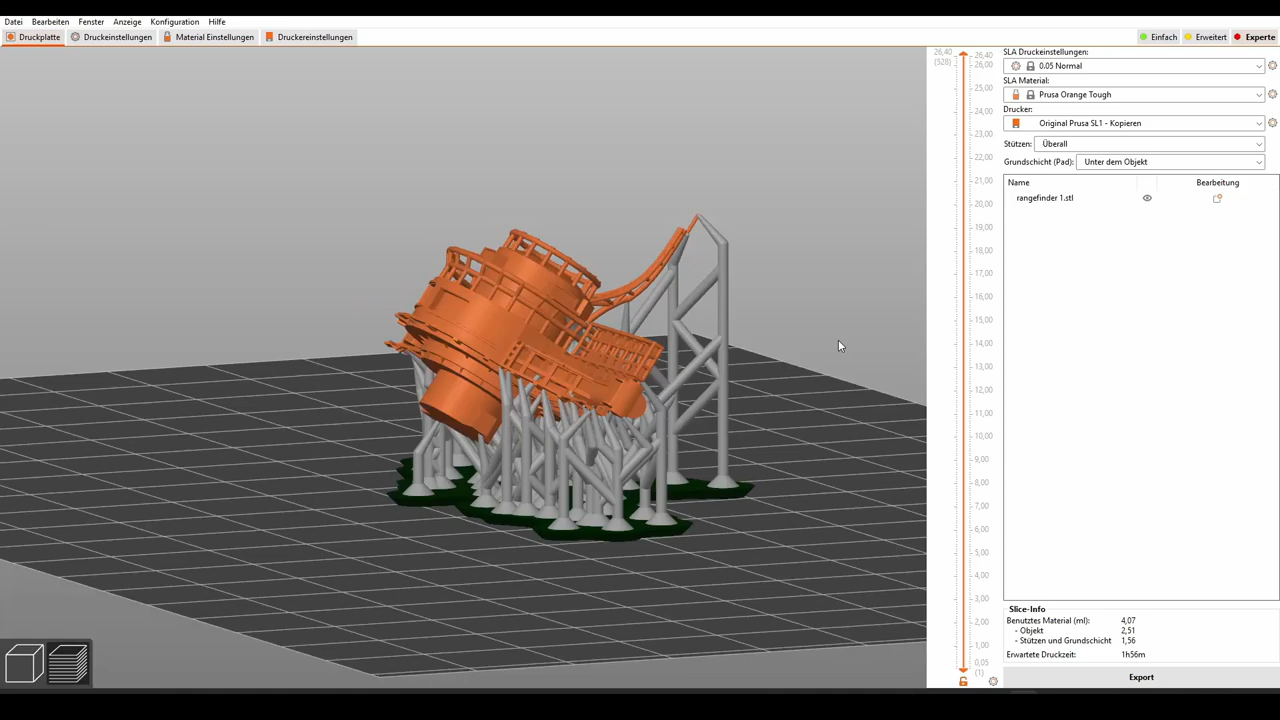 Datei Bearbeiten Fenster Anzeige Konfiguration Hilfe
Druckplatte Druckeinstellungen Material Einstellungen Druckereinstellungen Einfach Erweitert Experte
26,40
(528)
26,40
26,00
25,00
24,00
23,00
22,00
21,00
20,00
19,00
18,00
17,00
16,00
15,00
14,00
13,00
12,00
11,00
10,00
9,00
8,00
7,00
6,00
5,00
4,00
3,00
2,00
1,00
0,05
(1)
SLA Druckeinstellungen:
0.05 Normal
SLA Material:
Prusa Orange Tough
Drucker:
Original Prusa SL1 - Kopieren
Stützen: Überall
Grundschicht (Pad): Unter dem Objekt
Name Bearbeitung
rangefinder 1.stl
Slice-Info
Benutztes Material (ml): 4,07
- Objekt 2,51
- Stützen und Grundschicht 1,56
Erwartete Druckzeit: 1h56m
Export